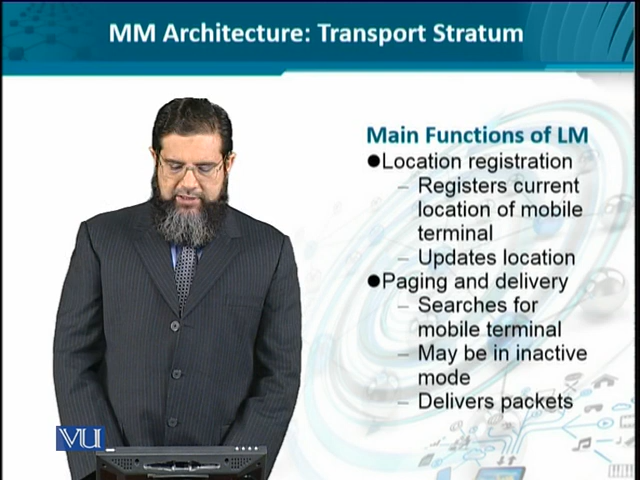 MM Architecture: Transport Stratum
Main Functions of LM
●Location registration
– Registers current
location of mobile
terminal
– Updates location
●Paging and delivery
– Searches for
mobile terminal
– May be in inactive
mode
– Delivers packets
VU